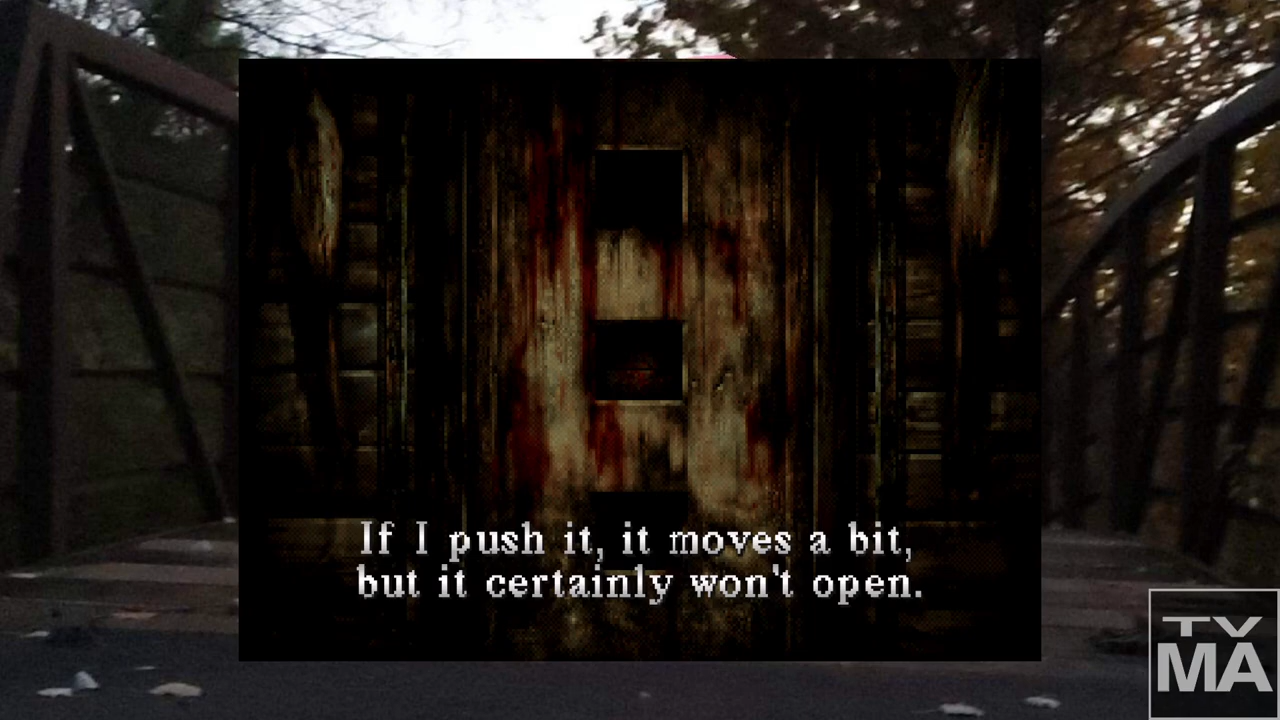 If I push it, it moves a bit,
but it certainly won't open.
TV
MA